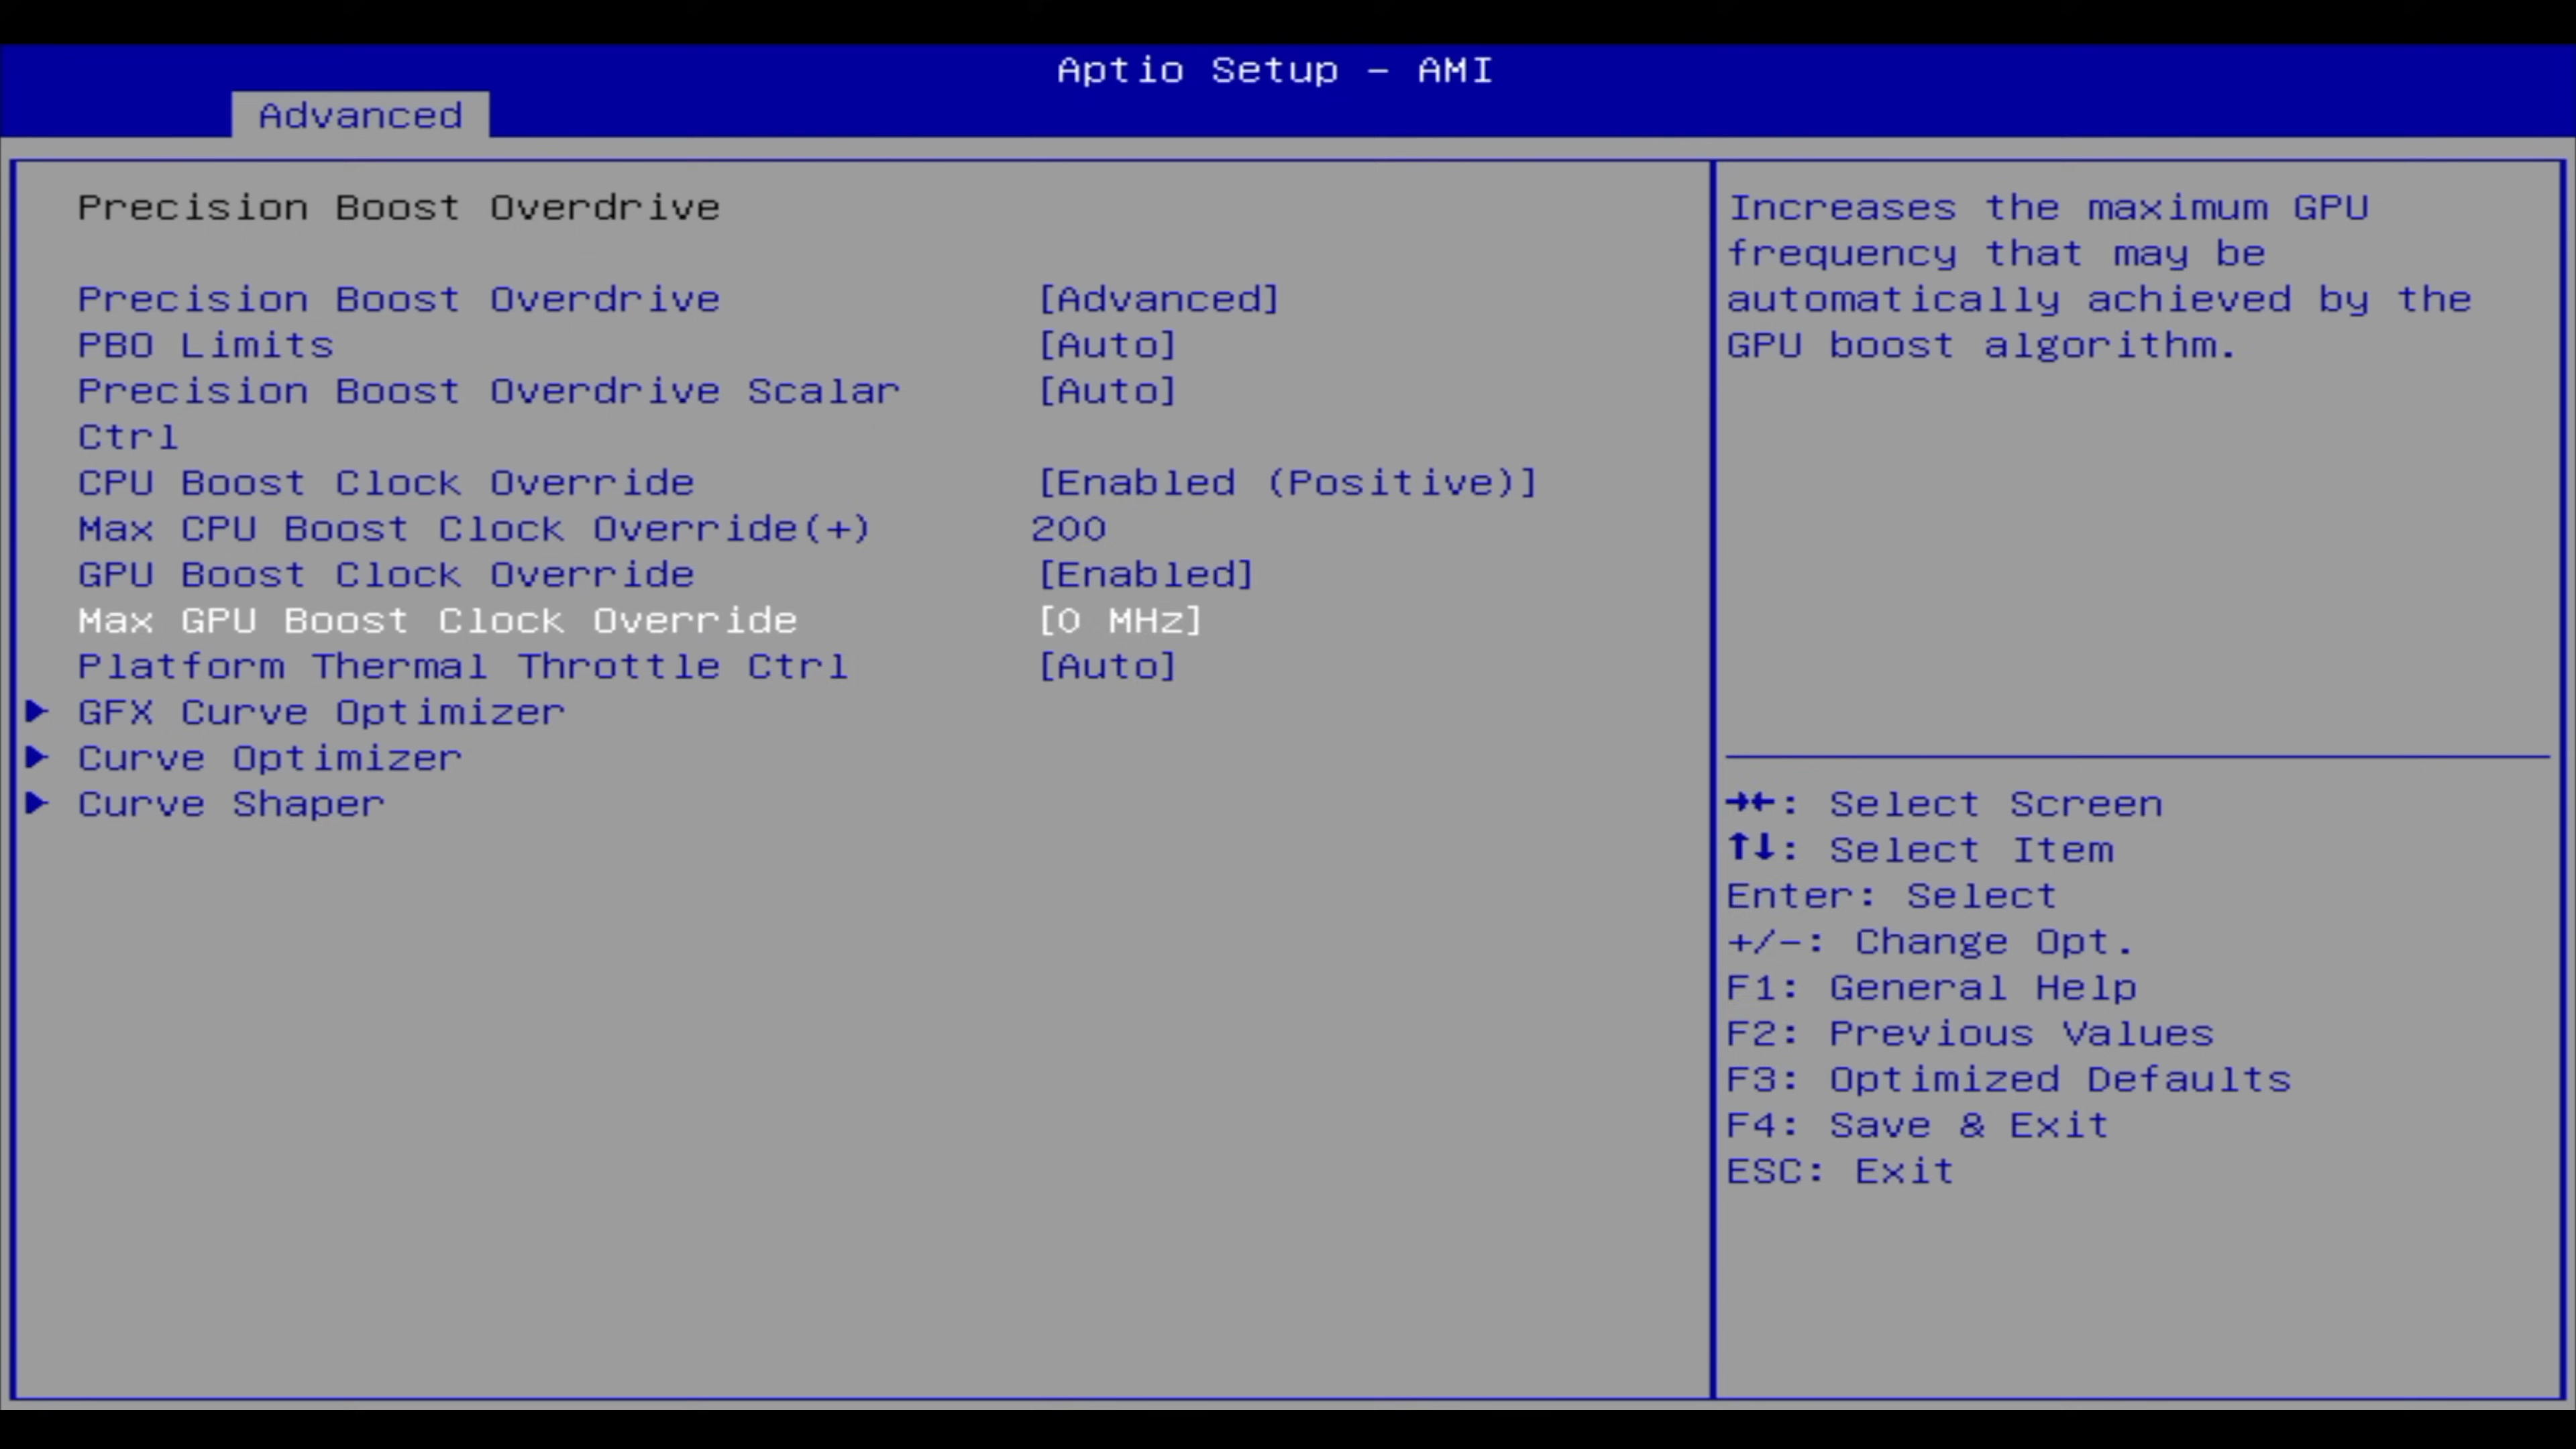 Aptio Setup – AMI
Advanced
Precision Boost Overdrive
Precision Boost Overdrive [Advanced]
PBO Limits [Auto]
Precision Boost Overdrive Scalar [Auto]
Ctrl
CPU Boost Clock Override [Enabled (Positive)]
Max CPU Boost Clock Override(+) 200
GPU Boost Clock Override [Enabled]
Max GPU Boost Clock Override [0 MHz]
Platform Thermal Throttle Ctrl [Auto]
GFX Curve Optimizer
Curve Optimizer
Curve Shaper
Increases the maximum GPU
frequency that may be
automatically achieved by the
GPU boost algorithm.
→←: Select Screen
↑↓: Select Item
Enter: Select
+/-: Change Opt.
F1: General Help
F2: Previous Values
F3: Optimized Defaults
F4: Save & Exit
ESC: Exit